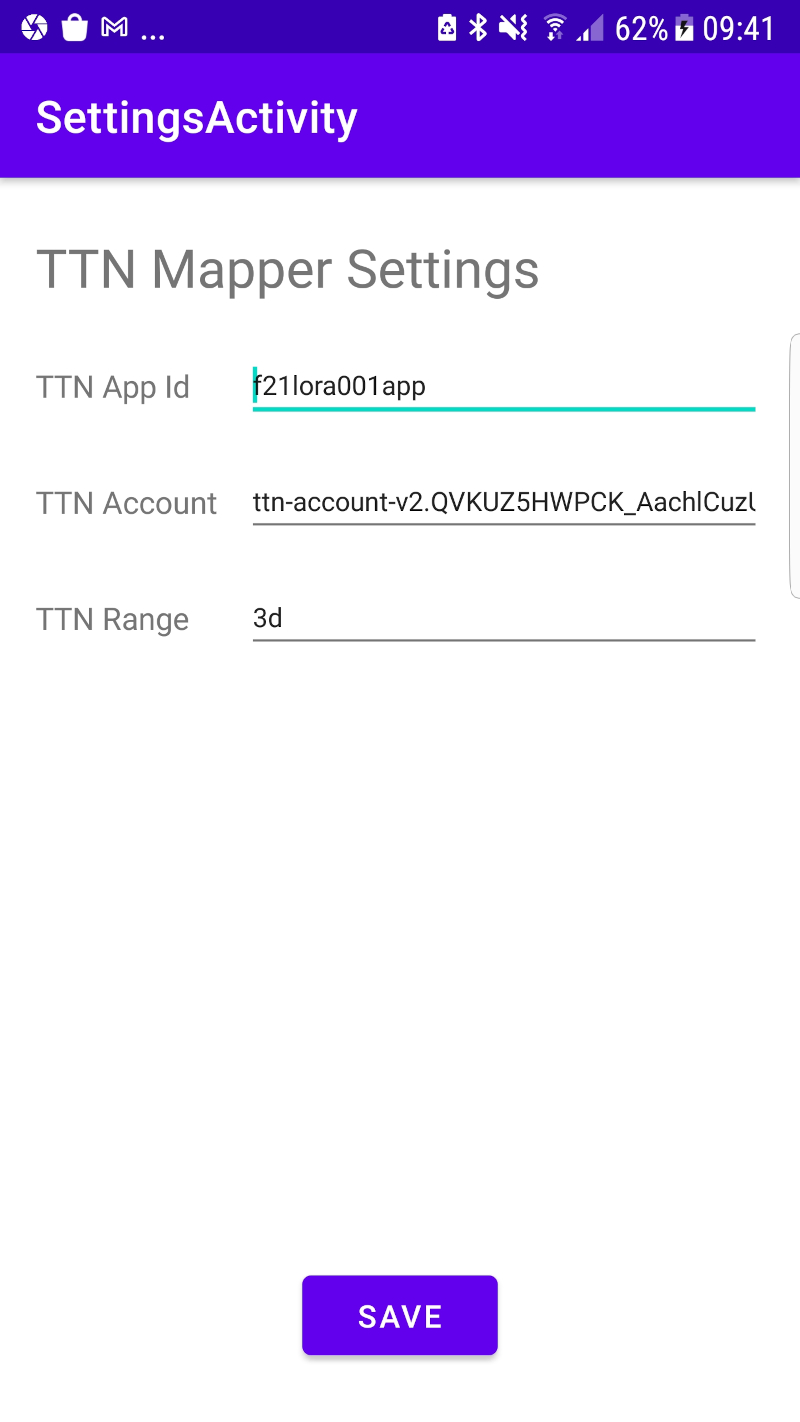 ... 62% 09:41
SettingsActivity
TTN Mapper Settings
TTN App Id f21lora001app
TTN Account ttn-account-v2.QVKUZ5HWPCK_AachlCuzU
TTN Range 3d
SAVE